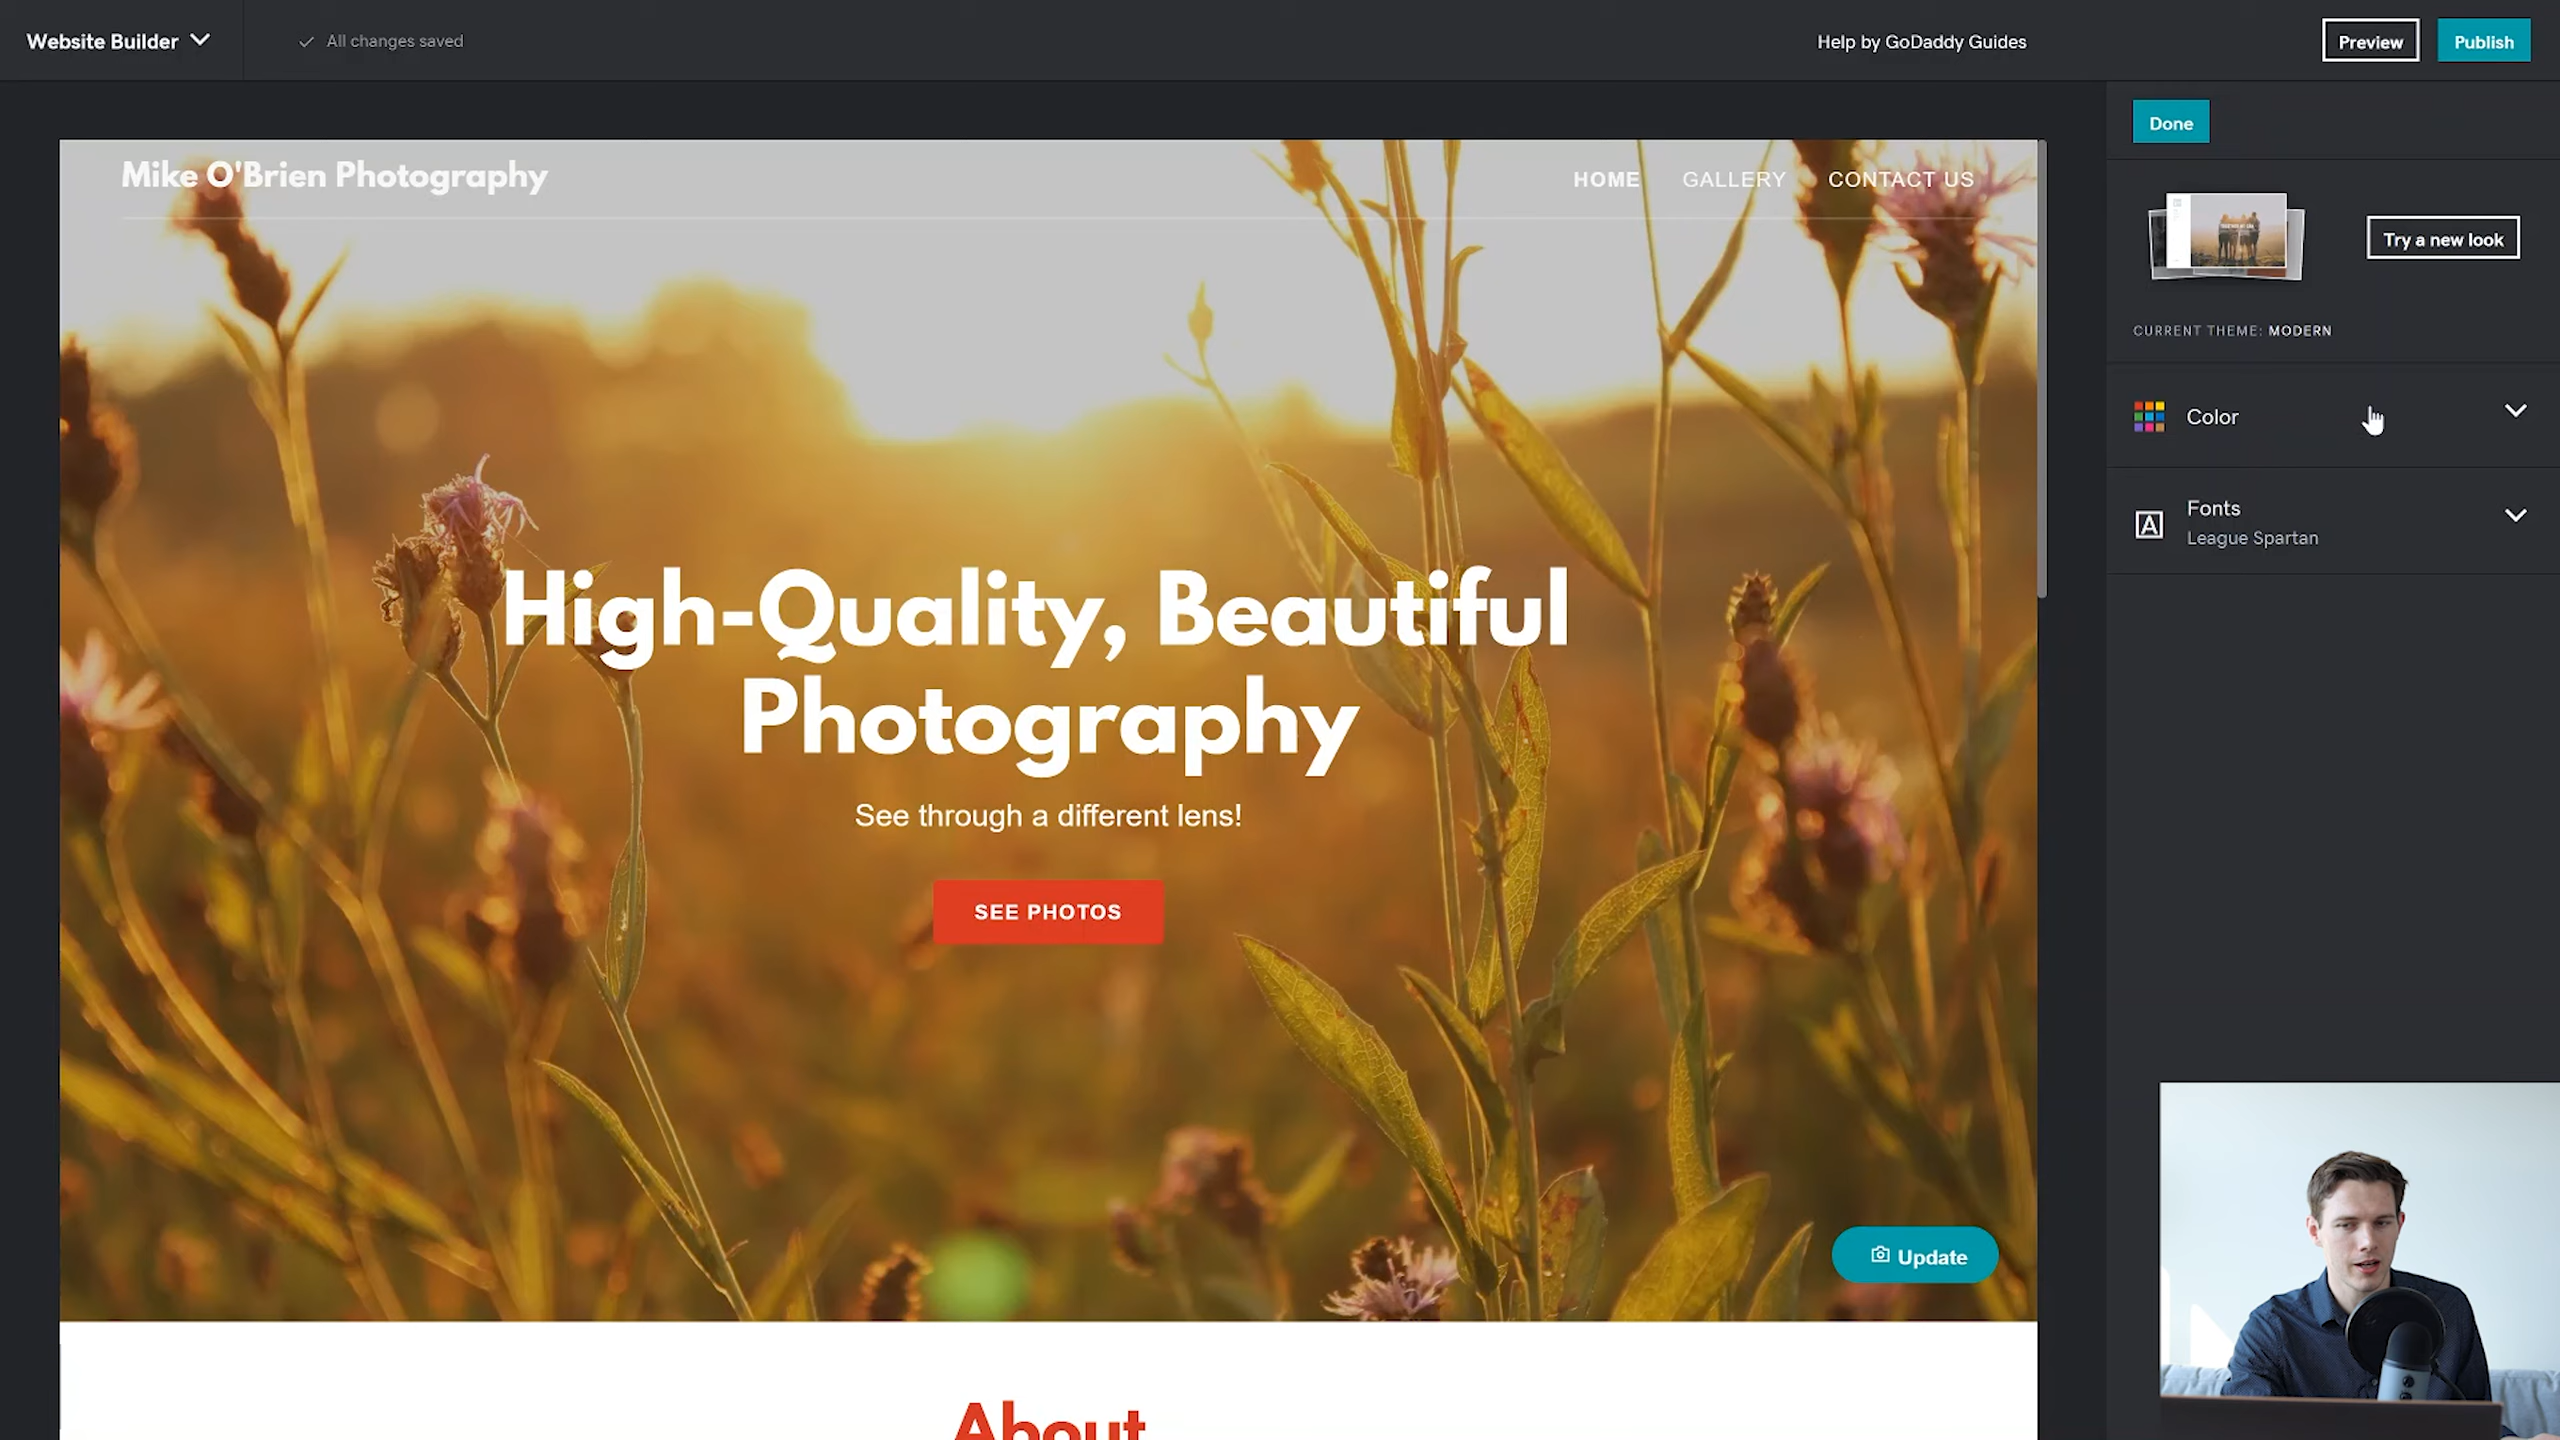 Website Builder
All changes saved
Help by GoDaddy Guides
Preview
Publish
Done
Mike O'Brien Photography
HOME
GALLERY
CONTACT US
Try a new look
CURRENT THEME: MODERN
Color
Fonts
League Spartan
High-Quality, Beautiful
Photography
See through a different lens!
SEE PHOTOS
Update
About